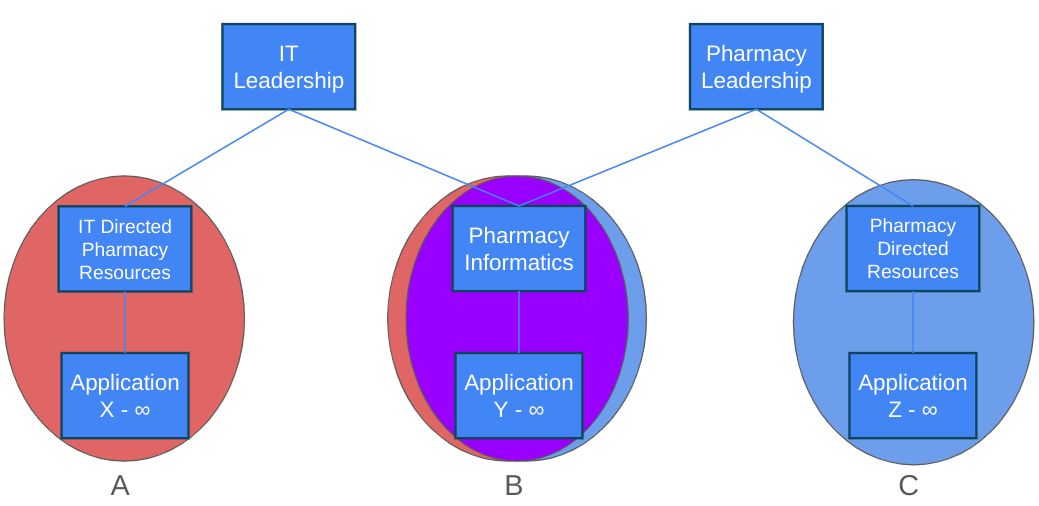 IT
Leadership
Pharmacy
Leadership
IT Directed
Pharmacy
Resources
Pharmacy
Informatics
Pharmacy
Directed
Resources
Application
X - ∞
Application
Y - ∞
Application
Z - ∞
A
B
C